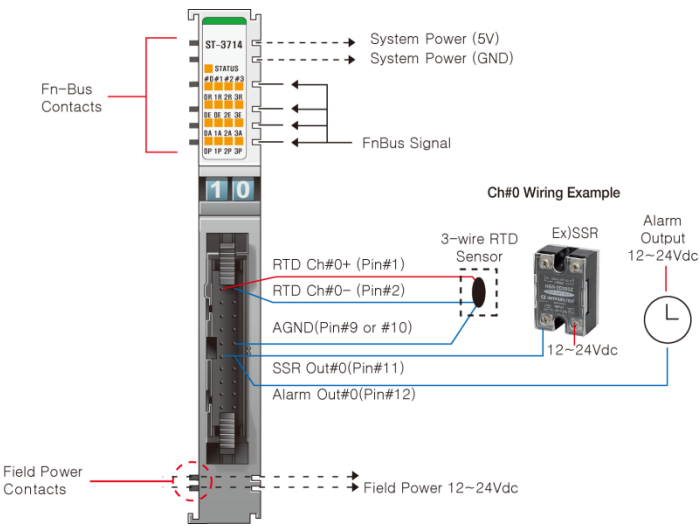 ST-3714
STATUS
#0 #1 #2 #3
0R 1R 2R 3R
0E 0E 2E 3E
0A 1A 2A 3A
0P 1P 2P 3P
System Power (5V)
System Power (GND)
Fn-Bus
Contacts
FnBus Signal
10
Ch#0 Wiring Example
3-wire RTD
Sensor
Ex)SSR
Alarm
Output
12~24Vdc
RTD Ch#0+ (Pin#1)
RTD Ch#0- (Pin#2)
AGND(Pin#9 or #10)
12~24Vdc
SSR Out#0(Pin#11)
Alarm Out#0(Pin#12)
Field Power
Contacts
Field Power 12~24Vdc